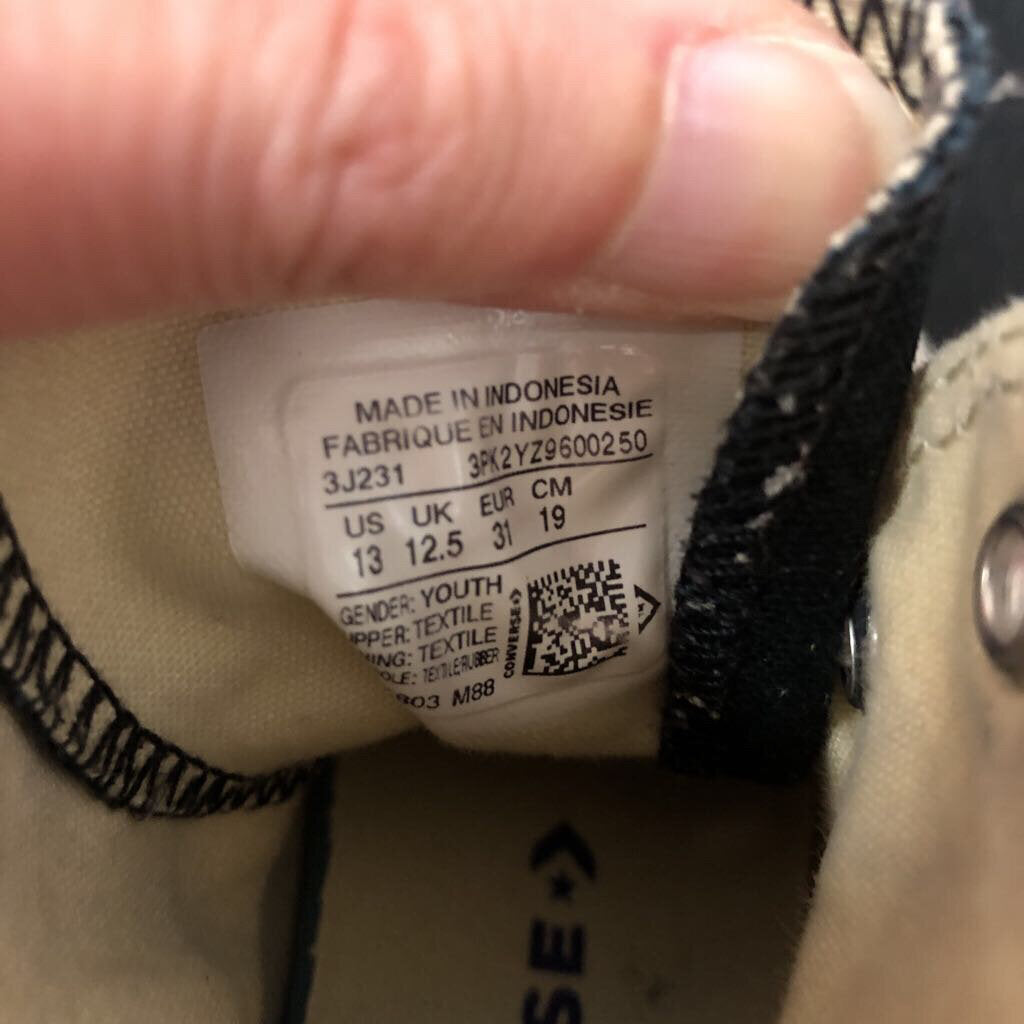 MADE IN INDONESIA
FABRIQUE EN INDONESIE
3J231 3PK2YZ9600250
US UK EUR CM
13 12.5 31 19
GENDER: YOUTH
PPER: TEXTILE
NING: TEXTILE
OLE: TEXTILE/RUBBER
803 M88
CONVERSE
SE